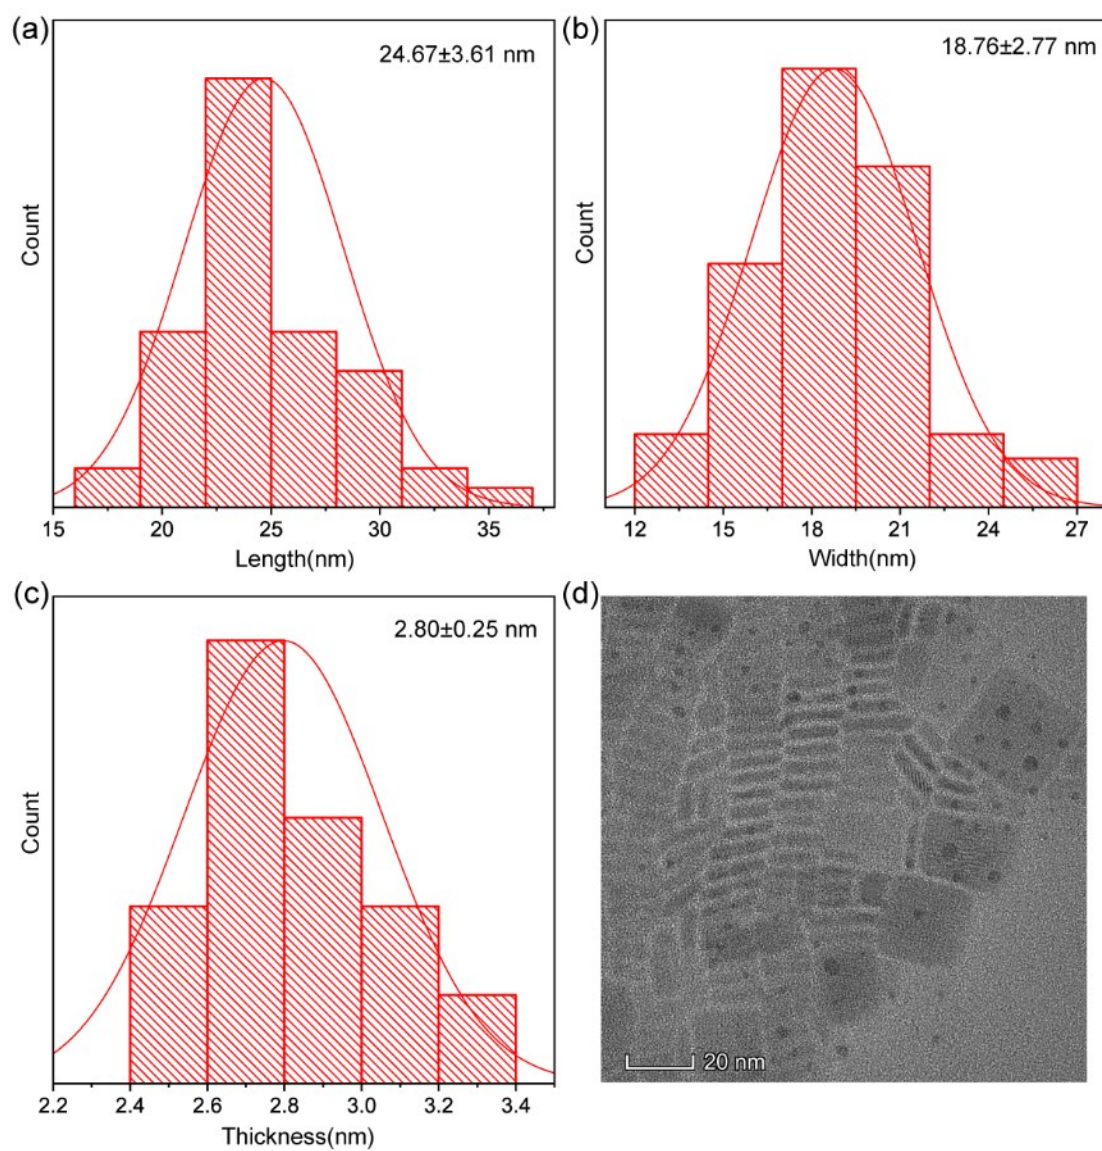 (a)
24.67±3.61 nm
Count
15 20 25 30 35
Length(nm)
(b)
18.76±2.77 nm
Count
12 15 18 21 24 27
Width(nm)
(c)
2.80±0.25 nm
Count
2.2 2.4 2.6 2.8 3.0 3.2 3.4
Thickness(nm)
(d)
20 nm